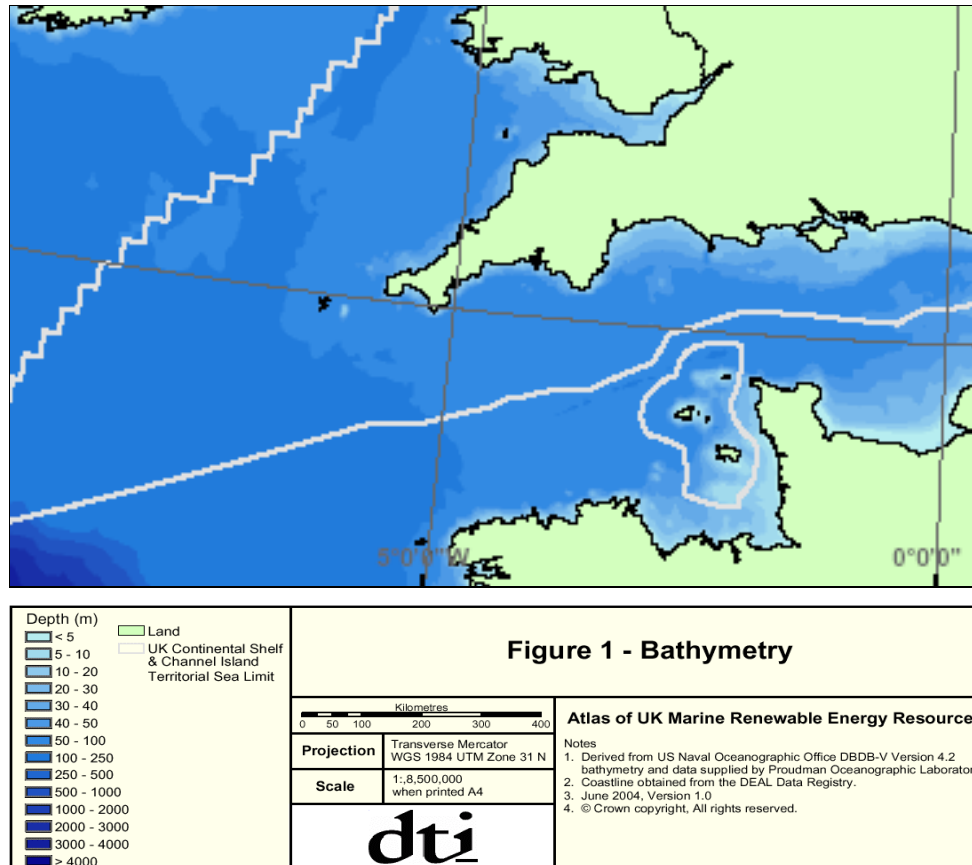 5°0'0"W
0°0'0"
Depth (m)
< 5
5 - 10
10 - 20
20 - 30
30 - 40
40 - 50
50 - 100
100 - 250
250 - 500
500 - 1000
1000 - 2000
2000 - 3000
3000 - 4000
> 4000
Land
UK Continental Shelf
& Channel Island
Territorial Sea Limit
Figure 1 - Bathymetry
Kilometres
0 50 100 200 300 400
Projection
Transverse Mercator
WGS 1984 UTM Zone 31 N
Scale
1:,8,500,000
when printed A4
dti
Atlas of UK Marine Renewable Energy Resource
Notes
1. Derived from US Naval Oceanographic Office DBDB-V Version 4.2
bathymetry and data supplied by Proudman Oceanographic Laborator
2. Coastline obtained from the DEAL Data Registry.
3. June 2004, Version 1.0
4. © Crown copyright, All rights reserved.